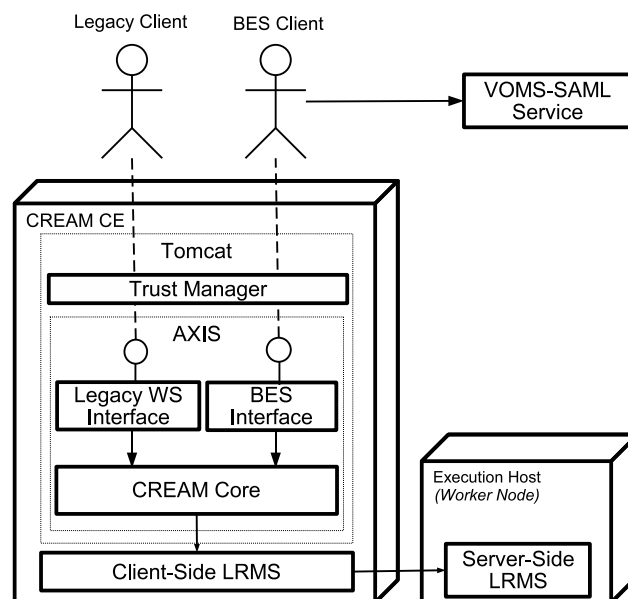 Legacy Client
BES Client
VOMS-SAML
Service
CREAM CE
Tomcat
Trust Manager
AXIS
Legacy WS
Interface
BES
Interface
CREAM Core
Client-Side LRMS
Execution Host
(Worker Node)
Server-Side
LRMS